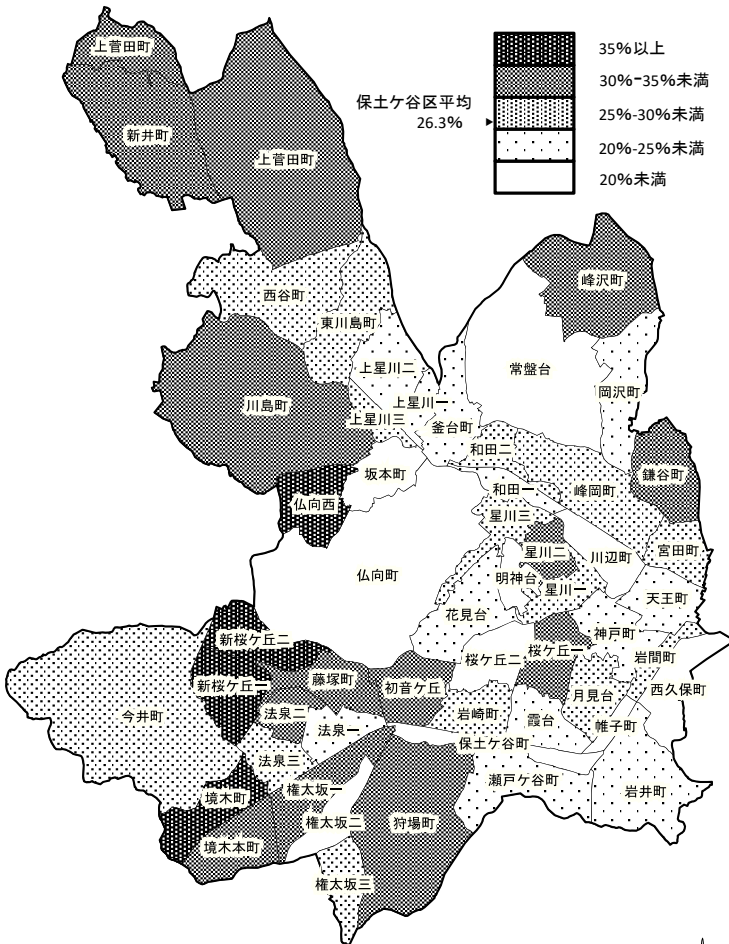 35%以上
30%-35%未満
25%-30%未満
20%-25%未満
20%未満
保土ケ谷区平均
26.3%
上菅田町
新井町
上菅田町
峰沢町
西谷町
東川島町
上星川二
常盤台
岡沢町
川島町
上星川一
上星川三
釜台町
和田二
鎌谷町
坂本町
和田一
峰岡町
仏向西
星川三
宮田町
星川二
川辺町
仏向町
明神台
星川一
天王町
花見台
神戸町
新桜ケ丘二
桜ケ丘二
桜ケ丘一
岩間町
藤塚町
新桜ケ丘一
初音ケ丘
月見台
西久保町
今井町
法泉二
法泉一
岩崎町
霞台
帷子町
保土ケ谷町
法泉三
瀬戸ケ谷町
岩井町
境木町
権太坂一
権太坂二
狩場町
境木本町
権太坂三